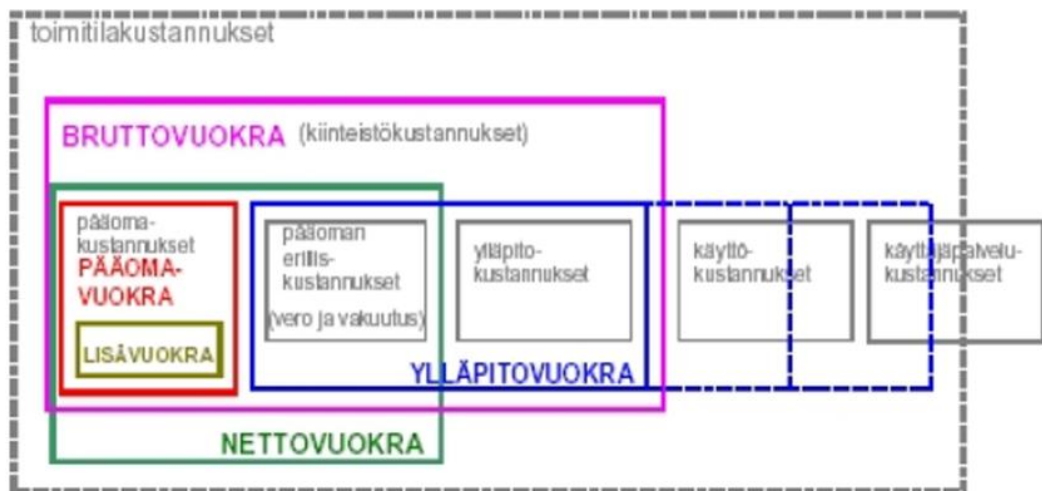 toimitilakustannukset
BRUTTOVUOKRA (kiinteistökustannukset)
pääoma-
kustannukset
PÄÄOMA-
VUOKRA
LISÄVUOKRA
pääoman
erillis-
kustannukset
(vero ja vakuutus)
ylläpito-
kustannukset
käyttö-
kustannukset
käyttäjäpalvelu-
kustannukset
YLLÄPITOVUOKRA
NETTOVUOKRA